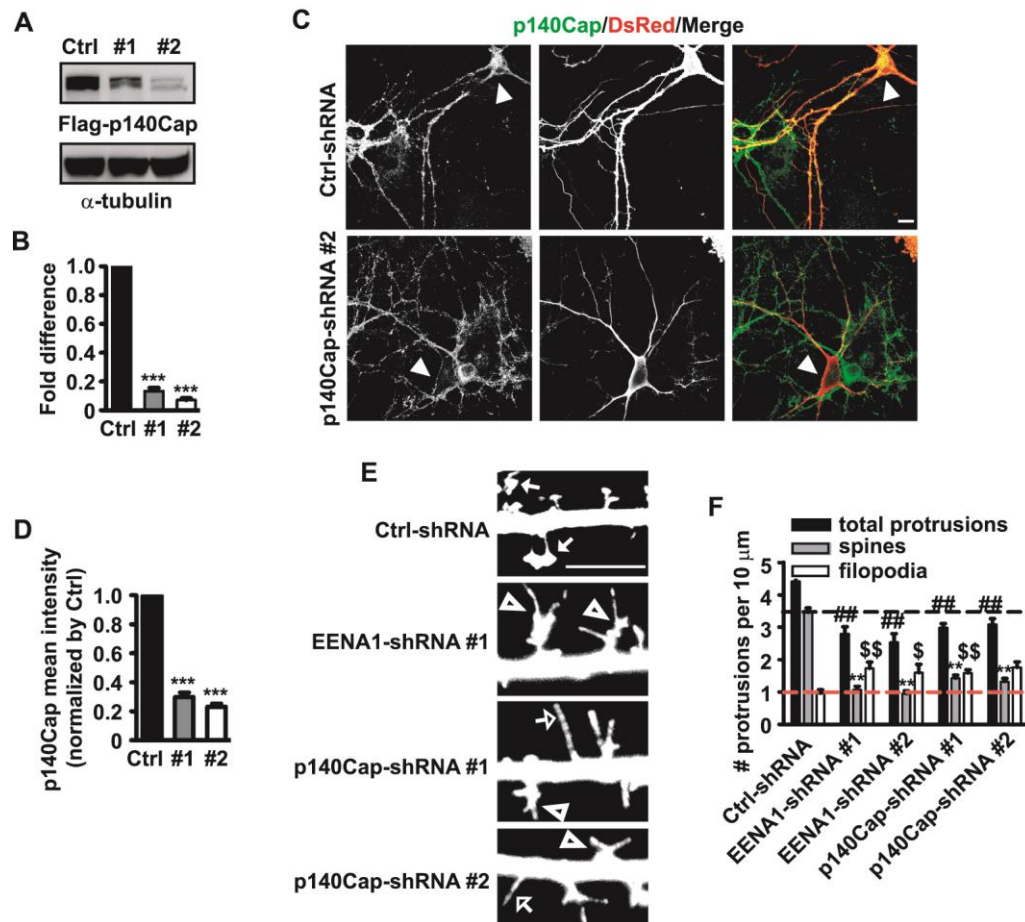 A
Ctrl #1 #2
Flag-p140Cap
α-tubulin
B
Fold difference
1.0
0.8
0.6
0.4
0.2
0
*** ***
Ctrl #1 #2
C
p140Cap/DsRed/Merge
Ctrl-shRNA
p140Cap-shRNA #2
D
p140Cap mean intensity
(normalized by Ctrl)
1.0
0.8
0.6
0.4
0.2
0
*** ***
Ctrl #1 #2
E
Ctrl-shRNA
EENA1-shRNA #1
p140Cap-shRNA #1
p140Cap-shRNA #2
F
total protrusions
spines
filopodia
# protrusions per 10 μm
5
4
3
2
1
0
## ## ## ##
$$ $ $$
** ** ** **
Ctrl-shRNA
EENA1-shRNA #1
EENA1-shRNA #2
p140Cap-shRNA #1
p140Cap-shRNA #2